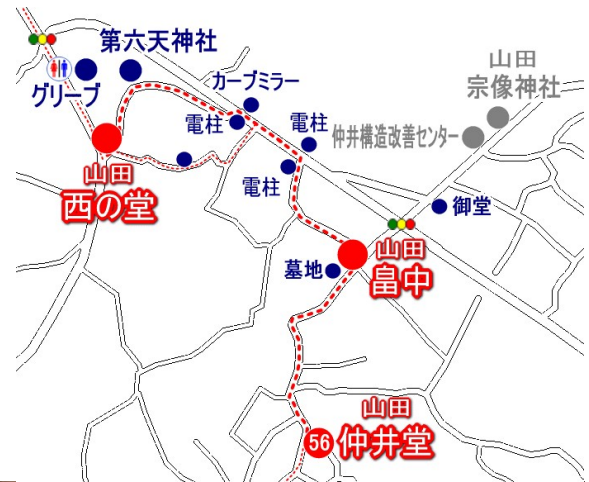 第六天神社
グリーブ
カーブミラー
電柱
電柱
電柱
山田
宗像神社
仲井構造改善センター
山田
西の堂
御堂
山田
畠中
墓地
山田
56 仲井堂